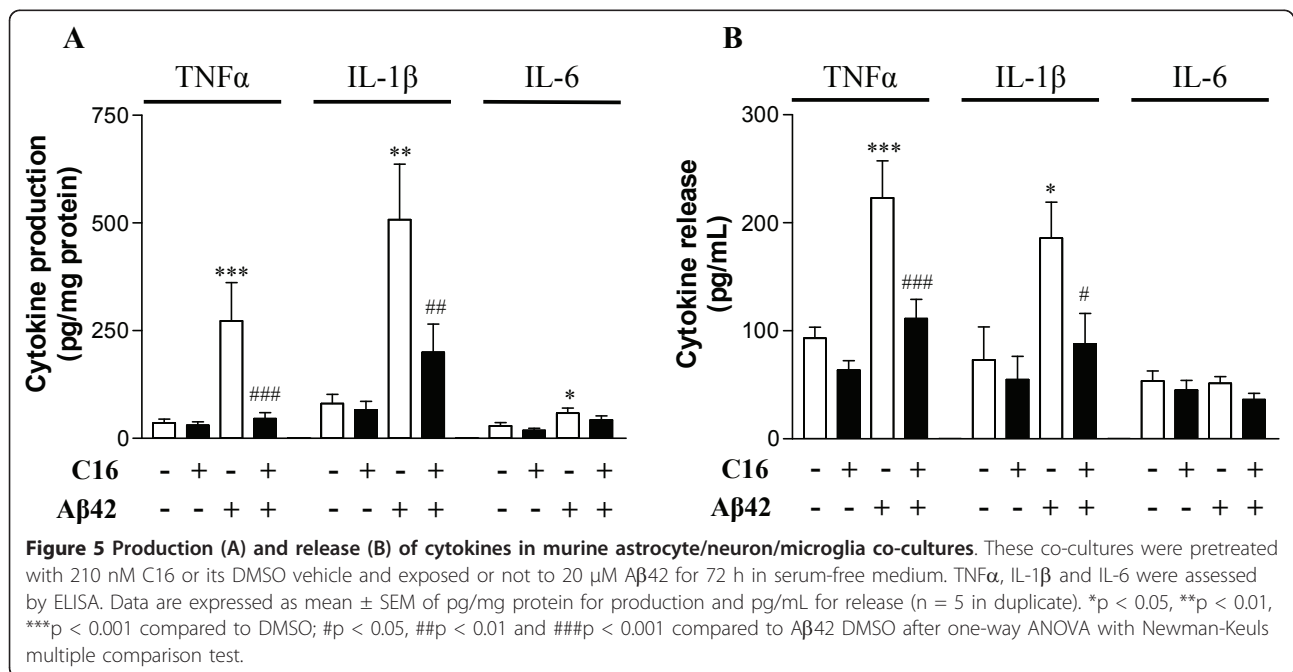 A
B
TNFα IL-1β IL-6
TNFα IL-1β IL-6
Cytokine production
(pg/mg protein)
750
500
250
0
***
###
**
##
*
C16 - + - + - + - + - + - +
Aβ42 - - + + - - + + - - + +
Cytokine release
(pg/mL)
300
200
100
0
***
###
*
#
C16 - + - + - + - + - + - +
Aβ42 - - + + - - + + - - + +
Figure 5 Production (A) and release (B) of cytokines in murine astrocyte/neuron/microglia co-cultures. These co-cultures were pretreated
with 210 nM C16 or its DMSO vehicle and exposed or not to 20 μM Aβ42 for 72 h in serum-free medium. TNFα, IL-1β and IL-6 were assessed
by ELISA. Data are expressed as mean ± SEM of pg/mg protein for production and pg/mL for release (n = 5 in duplicate). *p < 0.05, **p < 0.01,
***p < 0.001 compared to DMSO; #p < 0.05, ##p < 0.01 and ###p < 0.001 compared to Aβ42 DMSO after one-way ANOVA with Newman-Keuls
multiple comparison test.